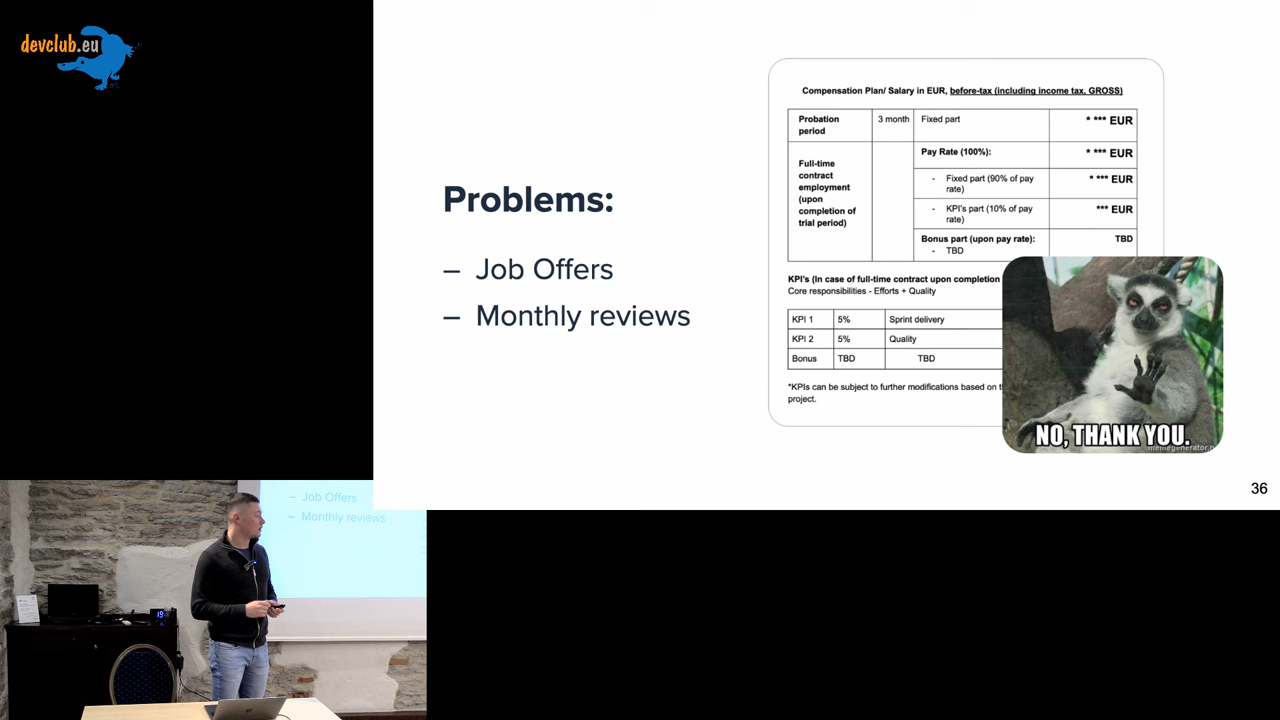 devclub.eu
Problems:
– Job Offers
– Monthly reviews
Compensation Plan/ Salary in EUR, before-tax (including income tax, GROSS)
Probation period
3 month
Fixed part
* *** EUR
Full-time contract employment (upon completion of trial period)
Pay Rate (100%):
* *** EUR
- Fixed part (90% of pay rate)
* *** EUR
- KPI's part (10% of pay rate)
*** EUR
Bonus part (upon pay rate):
TBD
- TBD
KPI's (In case of full-time contract upon completion
Core responsibilities - Efforts + Quality
KPI 1 5% Sprint delivery
KPI 2 5% Quality
Bonus TBD TBD
*KPIs can be subject to further modifications based on
project.
NO, THANK YOU.
36
– Job Offers
– Monthly reviews
19